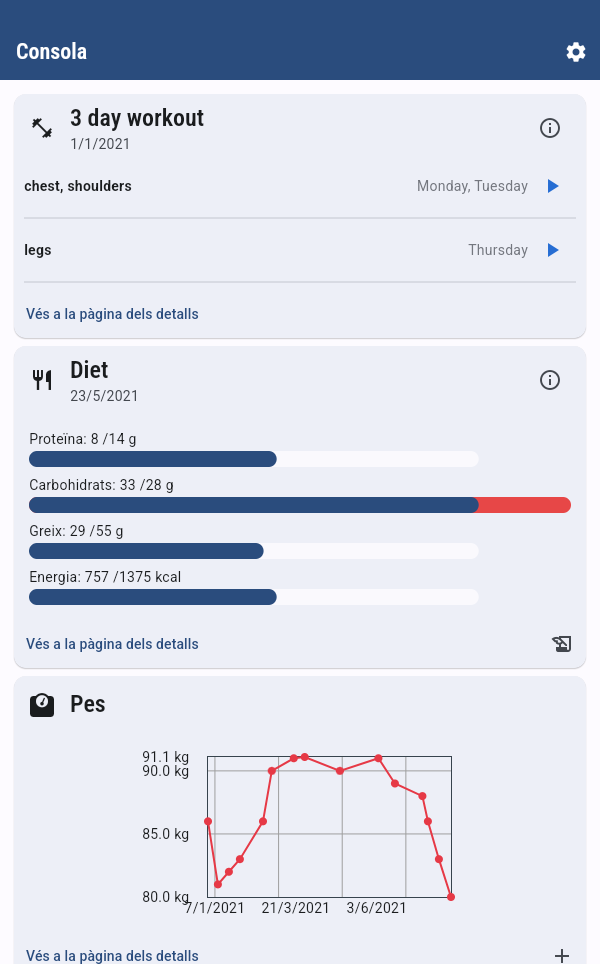 Consola
3 day workout
1/1/2021
chest, shoulders Monday, Tuesday
legs Thursday
Vés a la pàgina dels detalls
Diet
23/5/2021
Proteïna: 8 /14 g
Carbohidrats: 33 /28 g
Greix: 29 /55 g
Energia: 757 /1375 kcal
Vés a la pàgina dels detalls
Pes
91.1 kg
90.0 kg
85.0 kg
80.0 kg
7/1/2021 21/3/2021 3/6/2021
Vés a la pàgina dels detalls